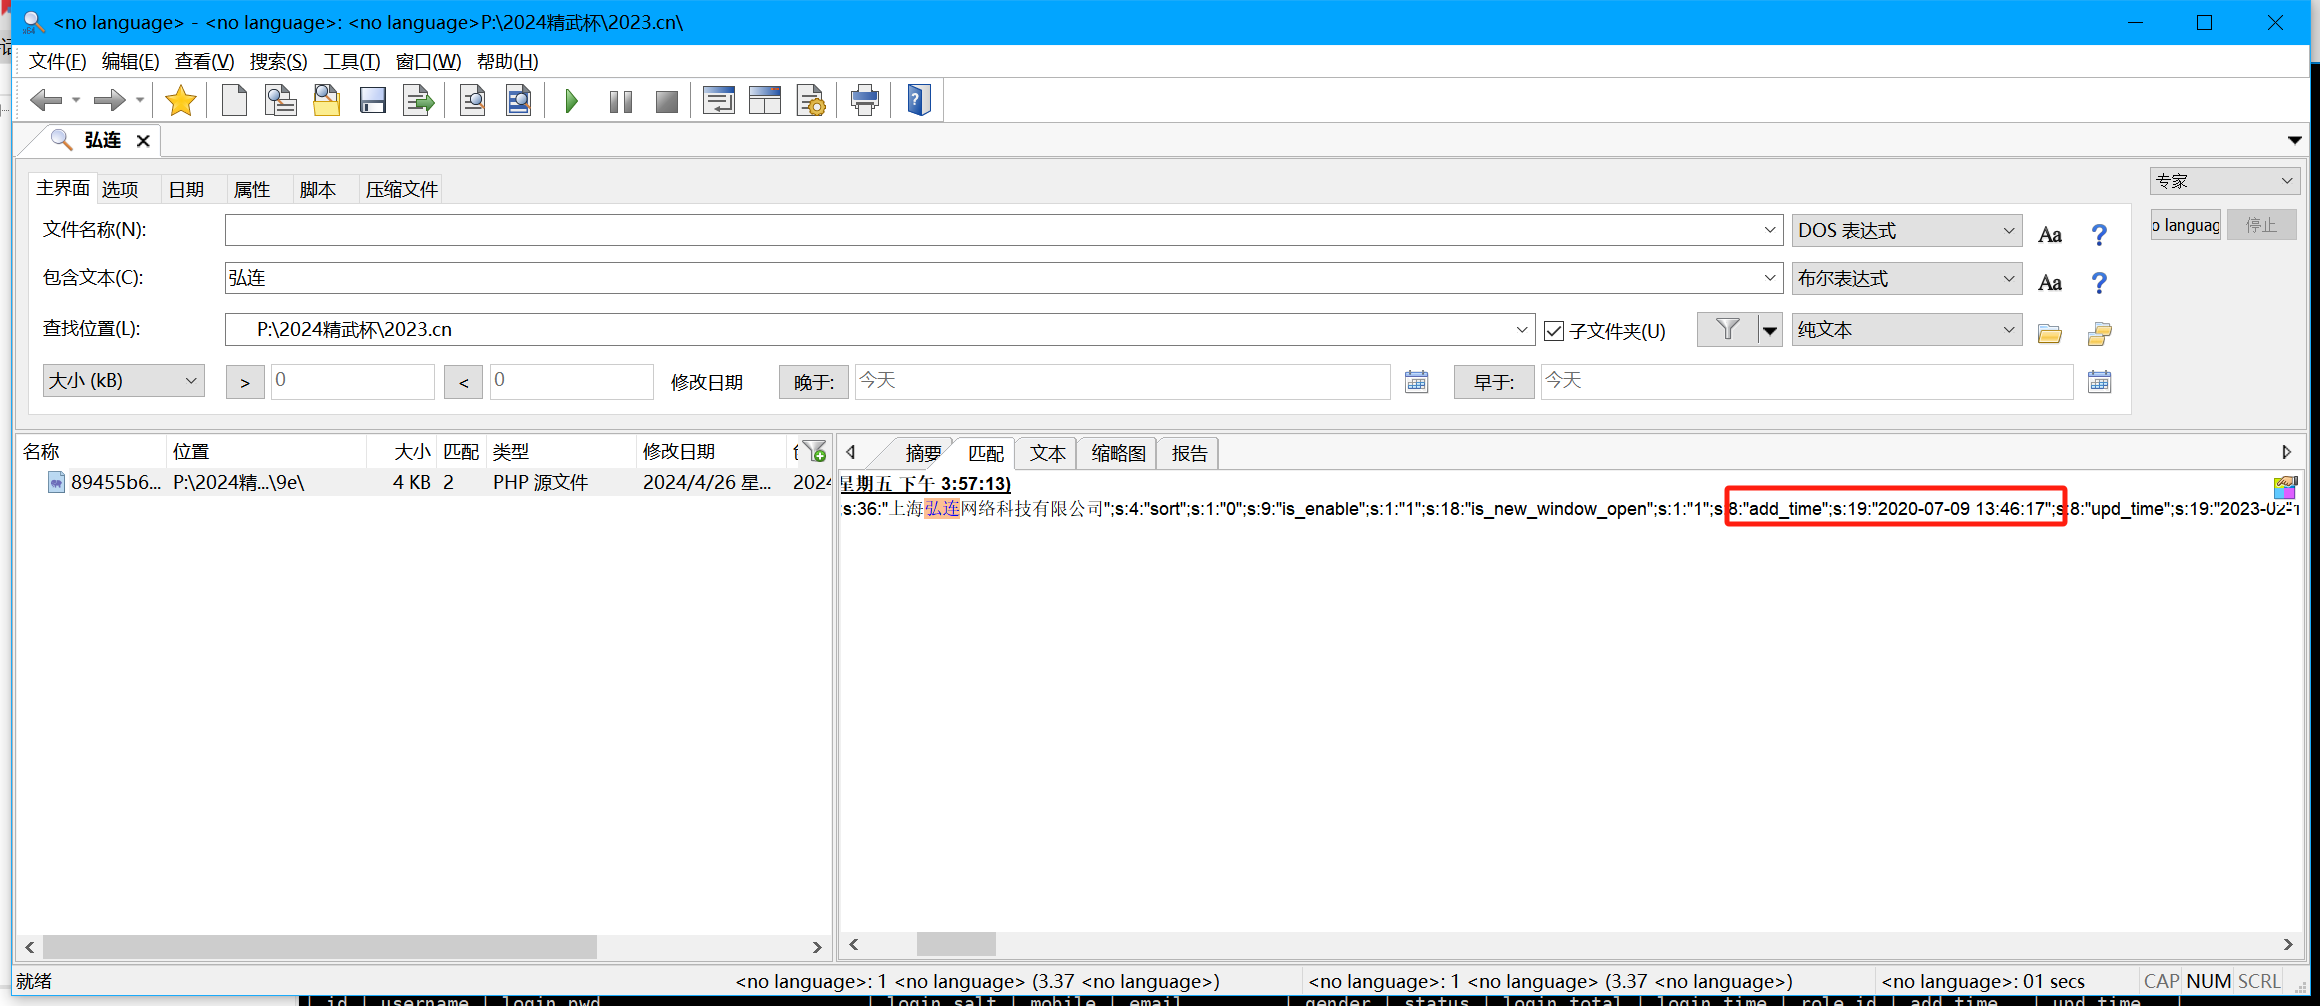 <no language> - <no language>: <no language>P:\2024精武杯\2023.cn\
文件(F) 编辑(E) 查看(V) 搜索(S) 工具(T) 窗口(W) 帮助(H)
弘连
主界面 选项 日期 属性 脚本 压缩文件
专家
文件名称(N): DOS 表达式 Aa ?
o languag 停止
包含文本(C): 弘连 布尔表达式 Aa ?
查找位置(L): P:\2024精武杯\2023.cn 子文件夹(U) 纯文本
大小 (kB) > 0 < 0 修改日期 晚于: 今天 早于: 今天
名称 位置 大小 匹配 类型 修改日期
摘要 匹配 文本 缩略图 报告
89455b6... P:\2024精...\9e\ 4 KB 2 PHP 源文件 2024/4/26 星... 2024
星期五 下午 3:57:13)
;s:36:"上海弘连网络科技有限公司";s:4:"sort";s:1:"0";s:9:"is_enable";s:1:"1";s:18:"is_new_window_open";s:1:"1";s:8:"add_time";s:19:"2020-07-09 13:46:17";s:8:"upd_time";s:19:"2023-02-1
就绪 <no language>: 1 <no language> (3.37 <no language>) <no language>: 1 <no language> (3.37 <no language>) <no language>: 01 secs CAP NUM SCRL
| id | username | login_pwd | login_salt | mobile | email | gender | status | login_total | login_time | role_id | add_time | upd_time |